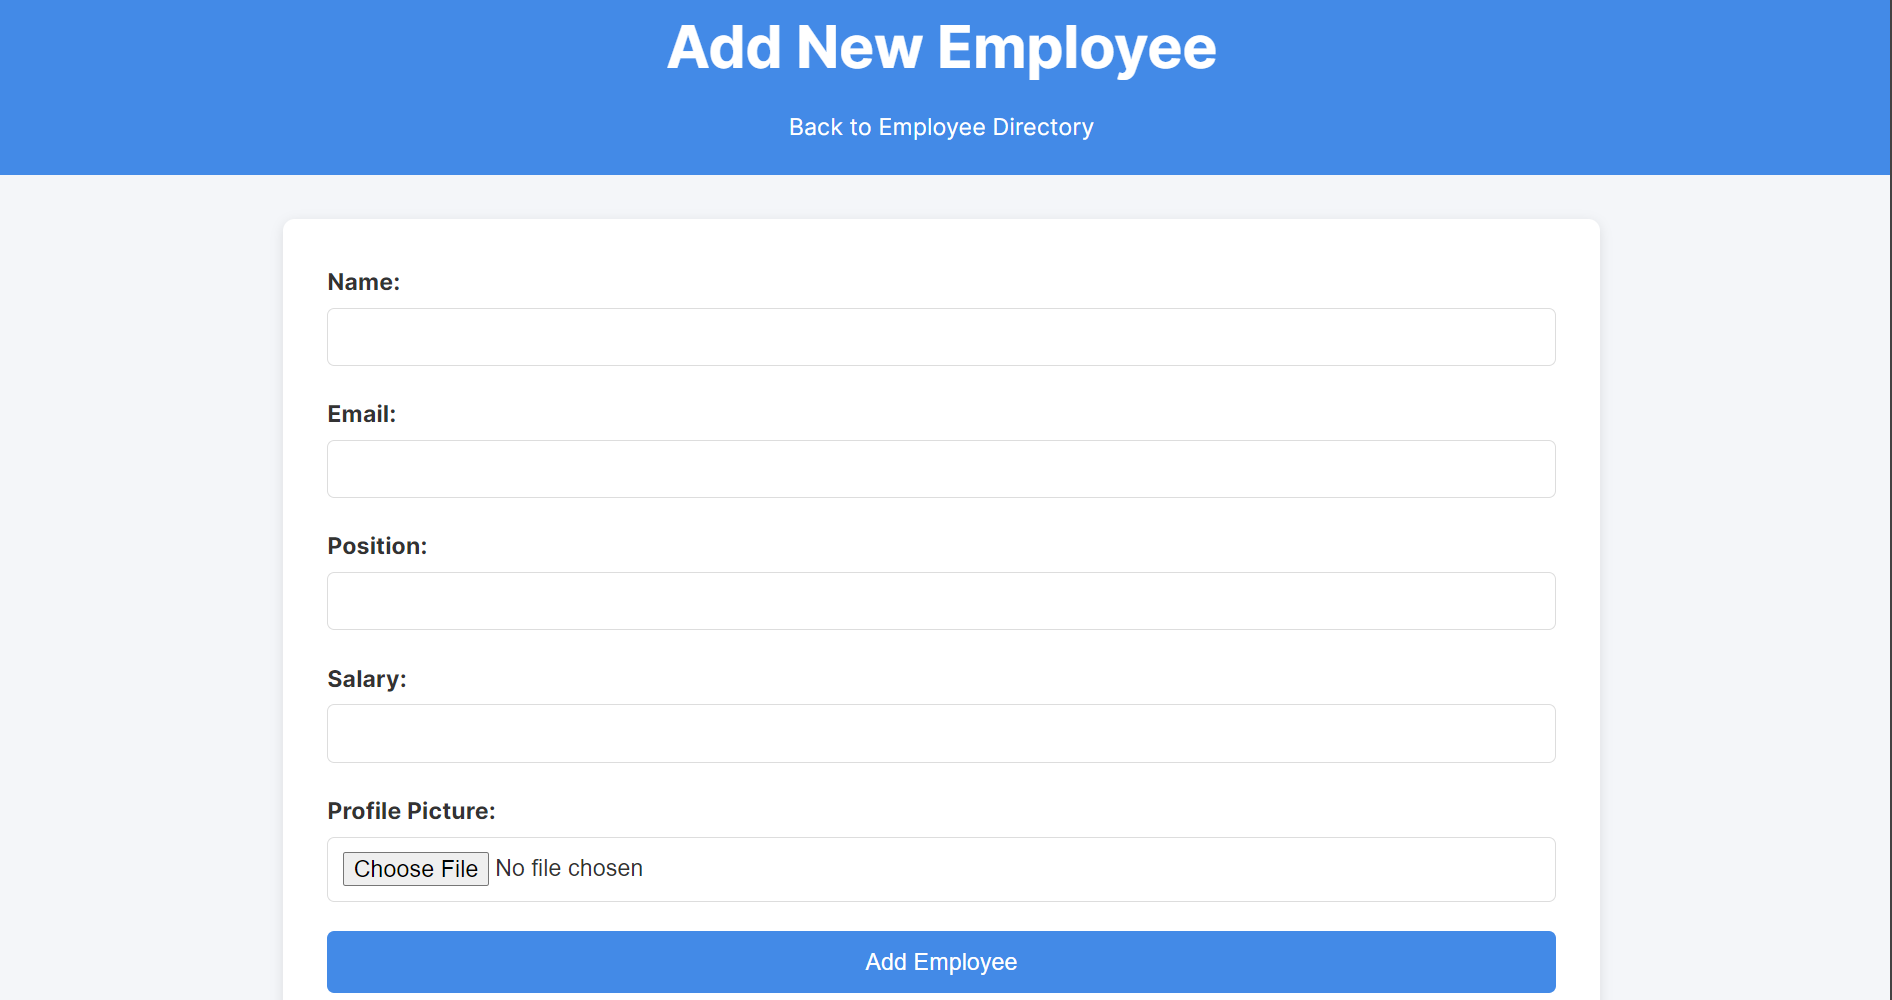 Add New Employee
Back to Employee Directory
Name:
Email:
Position:
Salary:
Profile Picture:
Choose File No file chosen
Add Employee